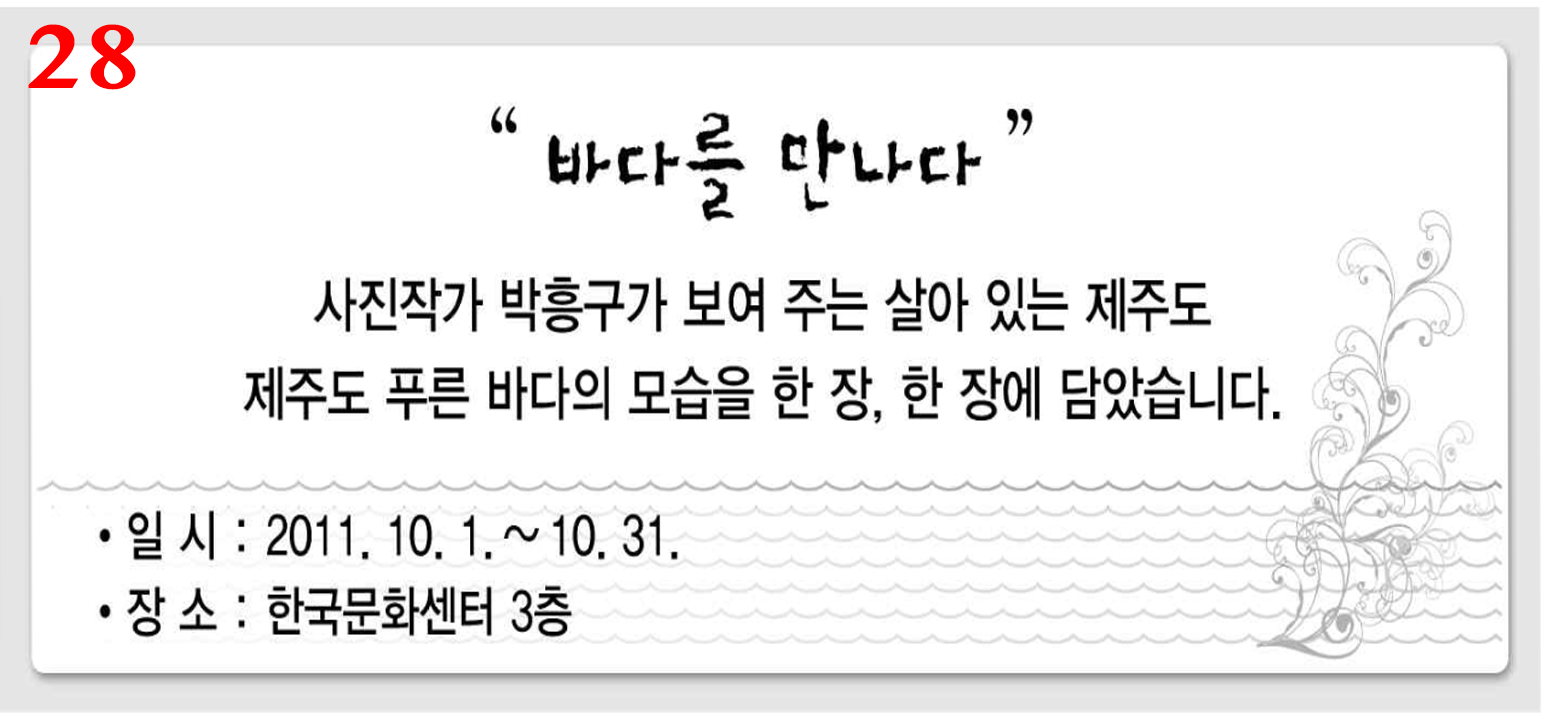 28
“ 바다를 만나다 ”
사진작가 박흥구가 보여 주는 살아 있는 제주도
제주도 푸른 바다의 모습을 한 장, 한 장에 담았습니다.
• 일 시 : 2011. 10. 1. ~ 10. 31.
• 장 소 : 한국문화센터 3층